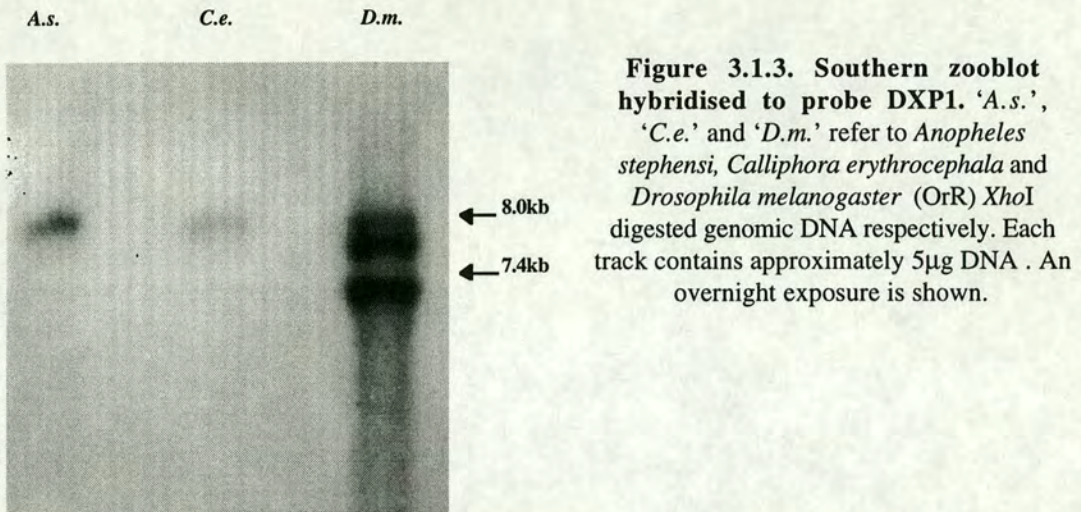 A.s. C.e. D.m.
8.0kb
7.4kb
Figure 3.1.3. Southern zooblot
hybridised to probe DXP1. ‘A.s.’,
‘C.e.’ and ‘D.m.’ refer to Anopheles
stephensi, Calliphora erythrocephala and
Drosophila melanogaster (OrR) XhoI
digested genomic DNA respectively. Each
track contains approximately 5µg DNA . An
overnight exposure is shown.